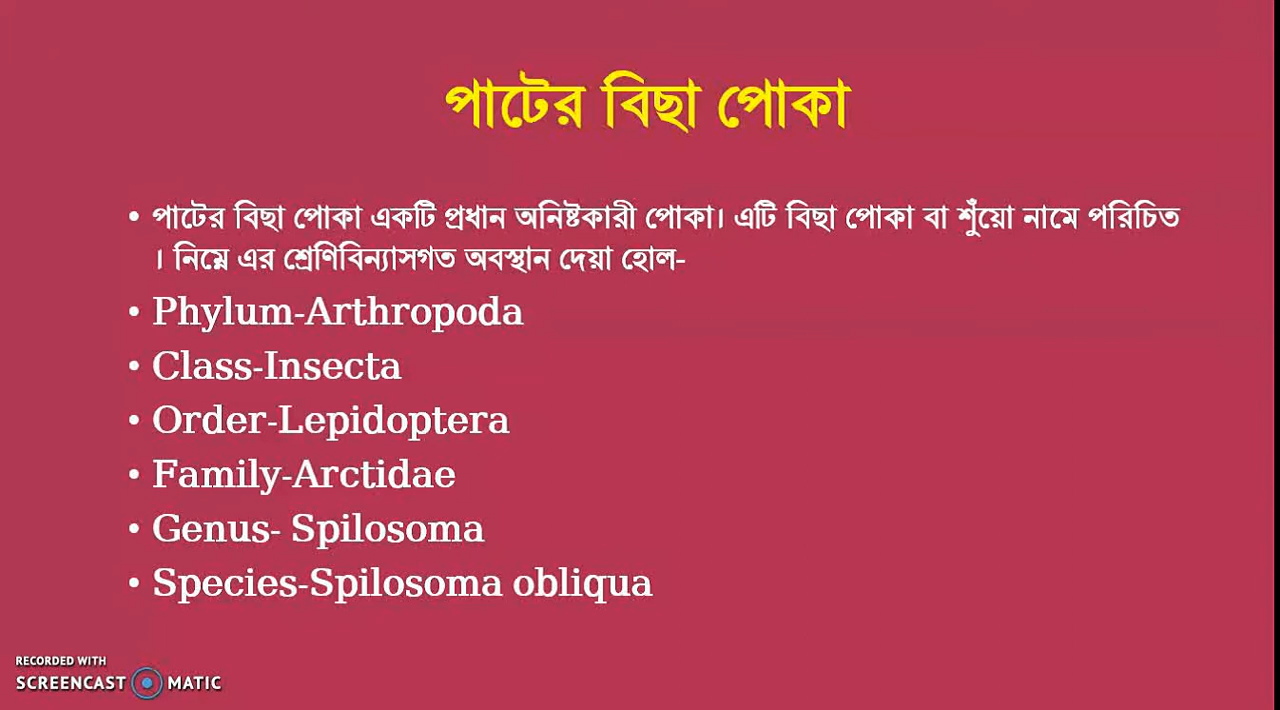 পাটের বিছা পোকা
• পাটের বিছা পোকা একটি প্রধান অনিষ্টকারী পোকা। এটি বিছা পোকা বা শুঁয়ো নামে পরিচিত
। নিম্নে এর শ্রেণিবিন্যাসগত অবস্থান দেয়া হোল-
• Phylum-Arthropoda
• Class-Insecta
• Order-Lepidoptera
• Family-Arctidae
• Genus- Spilosoma
• Species-Spilosoma obliqua
RECORDED WITH
SCREENCAST MATIC